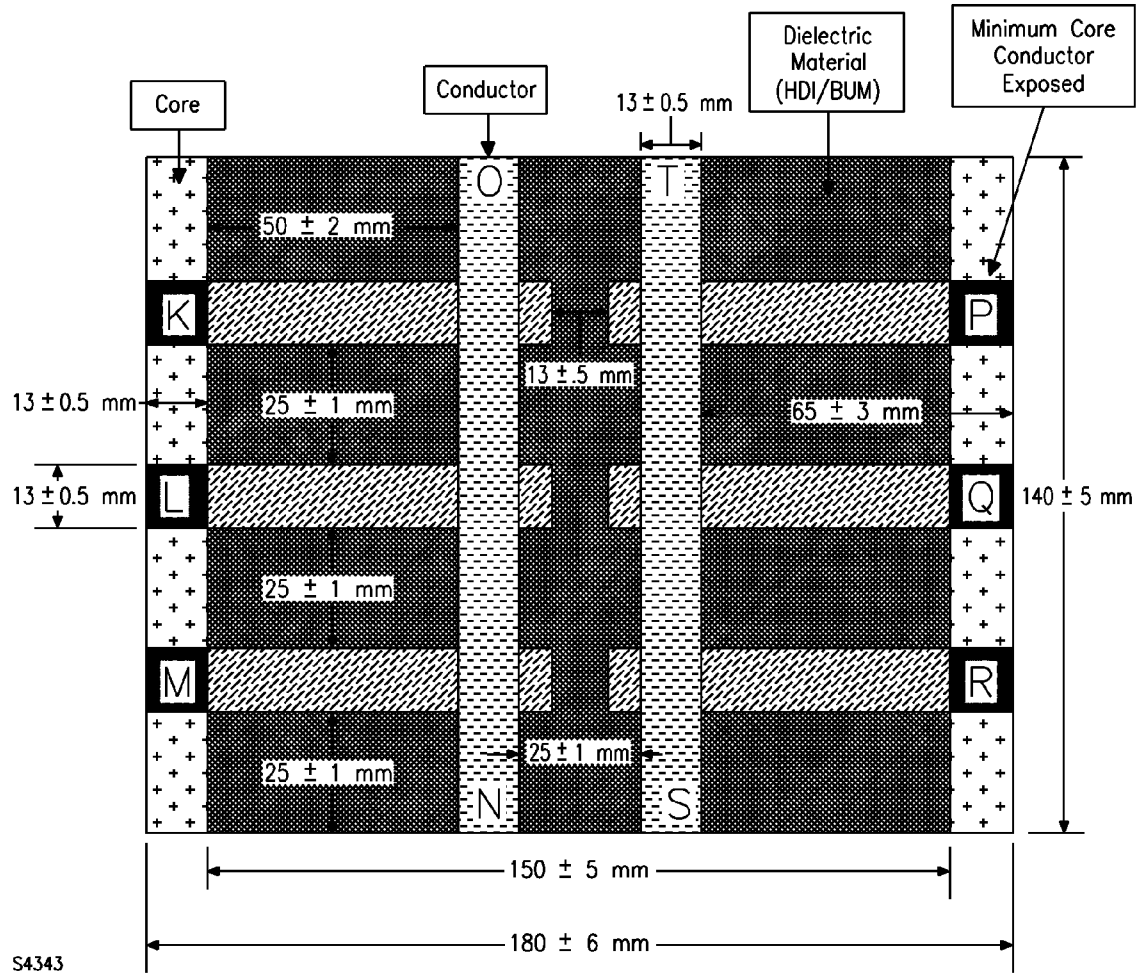 Core
Conductor
Dielectric
Material
(HDI/BUM)
Minimum Core
Conductor
Exposed
13 ± 0.5 mm
O
T
50 ± 2 mm
K
P
13 ± .5 mm
13 ± 0.5 mm
25 ± 1 mm
65 ± 3 mm
13 ± 0.5 mm
L
Q
140 ± 5 mm
25 ± 1 mm
M
R
25 ± 1 mm
25 ± 1 mm
N
S
150 ± 5 mm
180 ± 6 mm
S4343